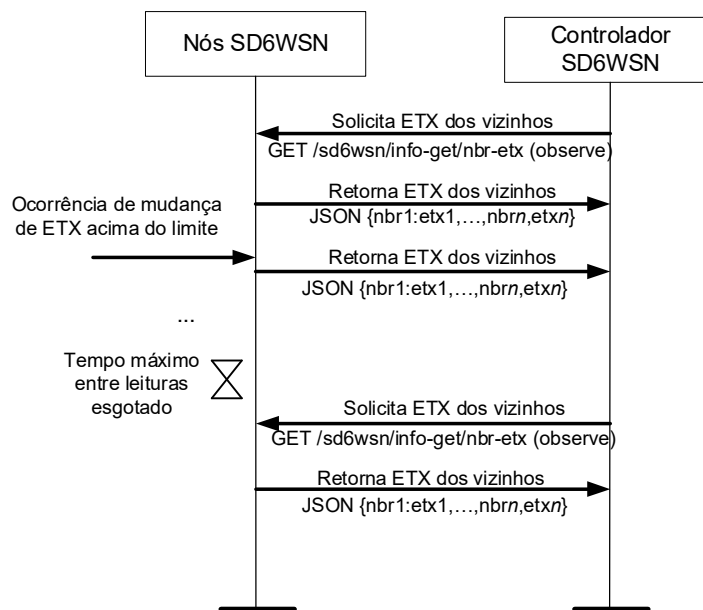 Nós SD6WSN
Controlador
SD6WSN
Solicita ETX dos vizinhos
GET /sd6wsn/info-get/nbr-etx (observe)
Retorna ETX dos vizinhos
JSON {nbr1:etx1,…,nbrn,etxn}
Ocorrência de mudança
de ETX acima do limite
Retorna ETX dos vizinhos
JSON {nbr1:etx1,…,nbrn,etxn}
...
Tempo máximo
entre leituras
esgotado
Solicita ETX dos vizinhos
GET /sd6wsn/info-get/nbr-etx (observe)
Retorna ETX dos vizinhos
JSON {nbr1:etx1,…,nbrn,etxn}